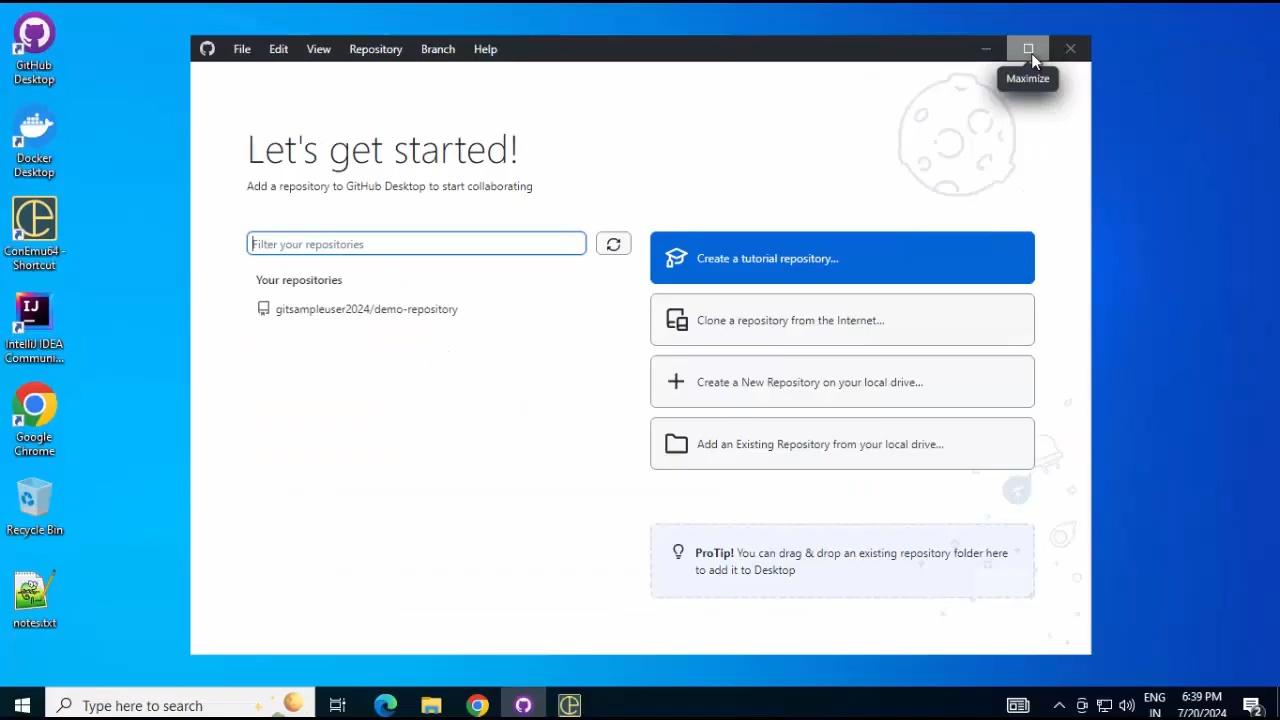 GitHub
Desktop
Docker
Desktop
ConEmu64 -
Shortcut
IntelliJ IDEA
Communi...
Google
Chrome
Recycle Bin
notes.txt
File Edit View Repository Branch Help
Maximize
Let's get started!
Add a repository to GitHub Desktop to start collaborating
Filter your repositories
Your repositories
gitsampleuser2024/demo-repository
Create a tutorial repository...
Clone a repository from the Internet...
Create a New Repository on your local drive...
Add an Existing Repository from your local drive...
ProTip! You can drag & drop an existing repository folder here
to add it to Desktop
Type here to search
ENG
IN
6:39 PM
7/20/2024
2